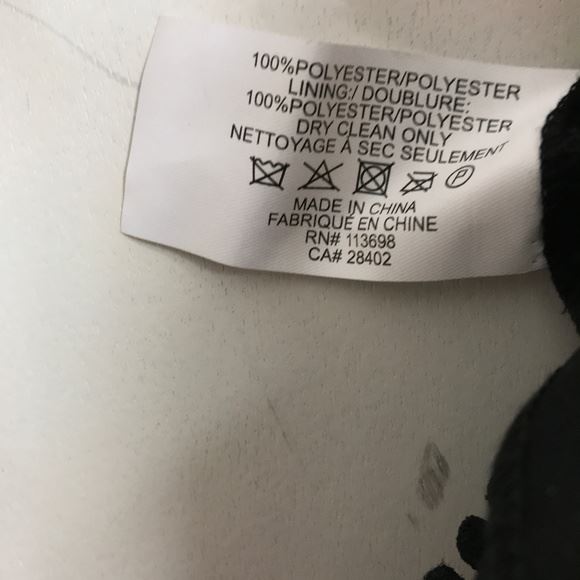 100%POLYESTER/POLYESTER
LINING:/ DOUBLURE:
100%POLYESTER/POLYESTER
DRY CLEAN ONLY
NETTOYAGE À SEC SEULEMENT
P
MADE IN CHINA
FABRIQUÉ EN CHINE
RN# 113698
CA# 28402